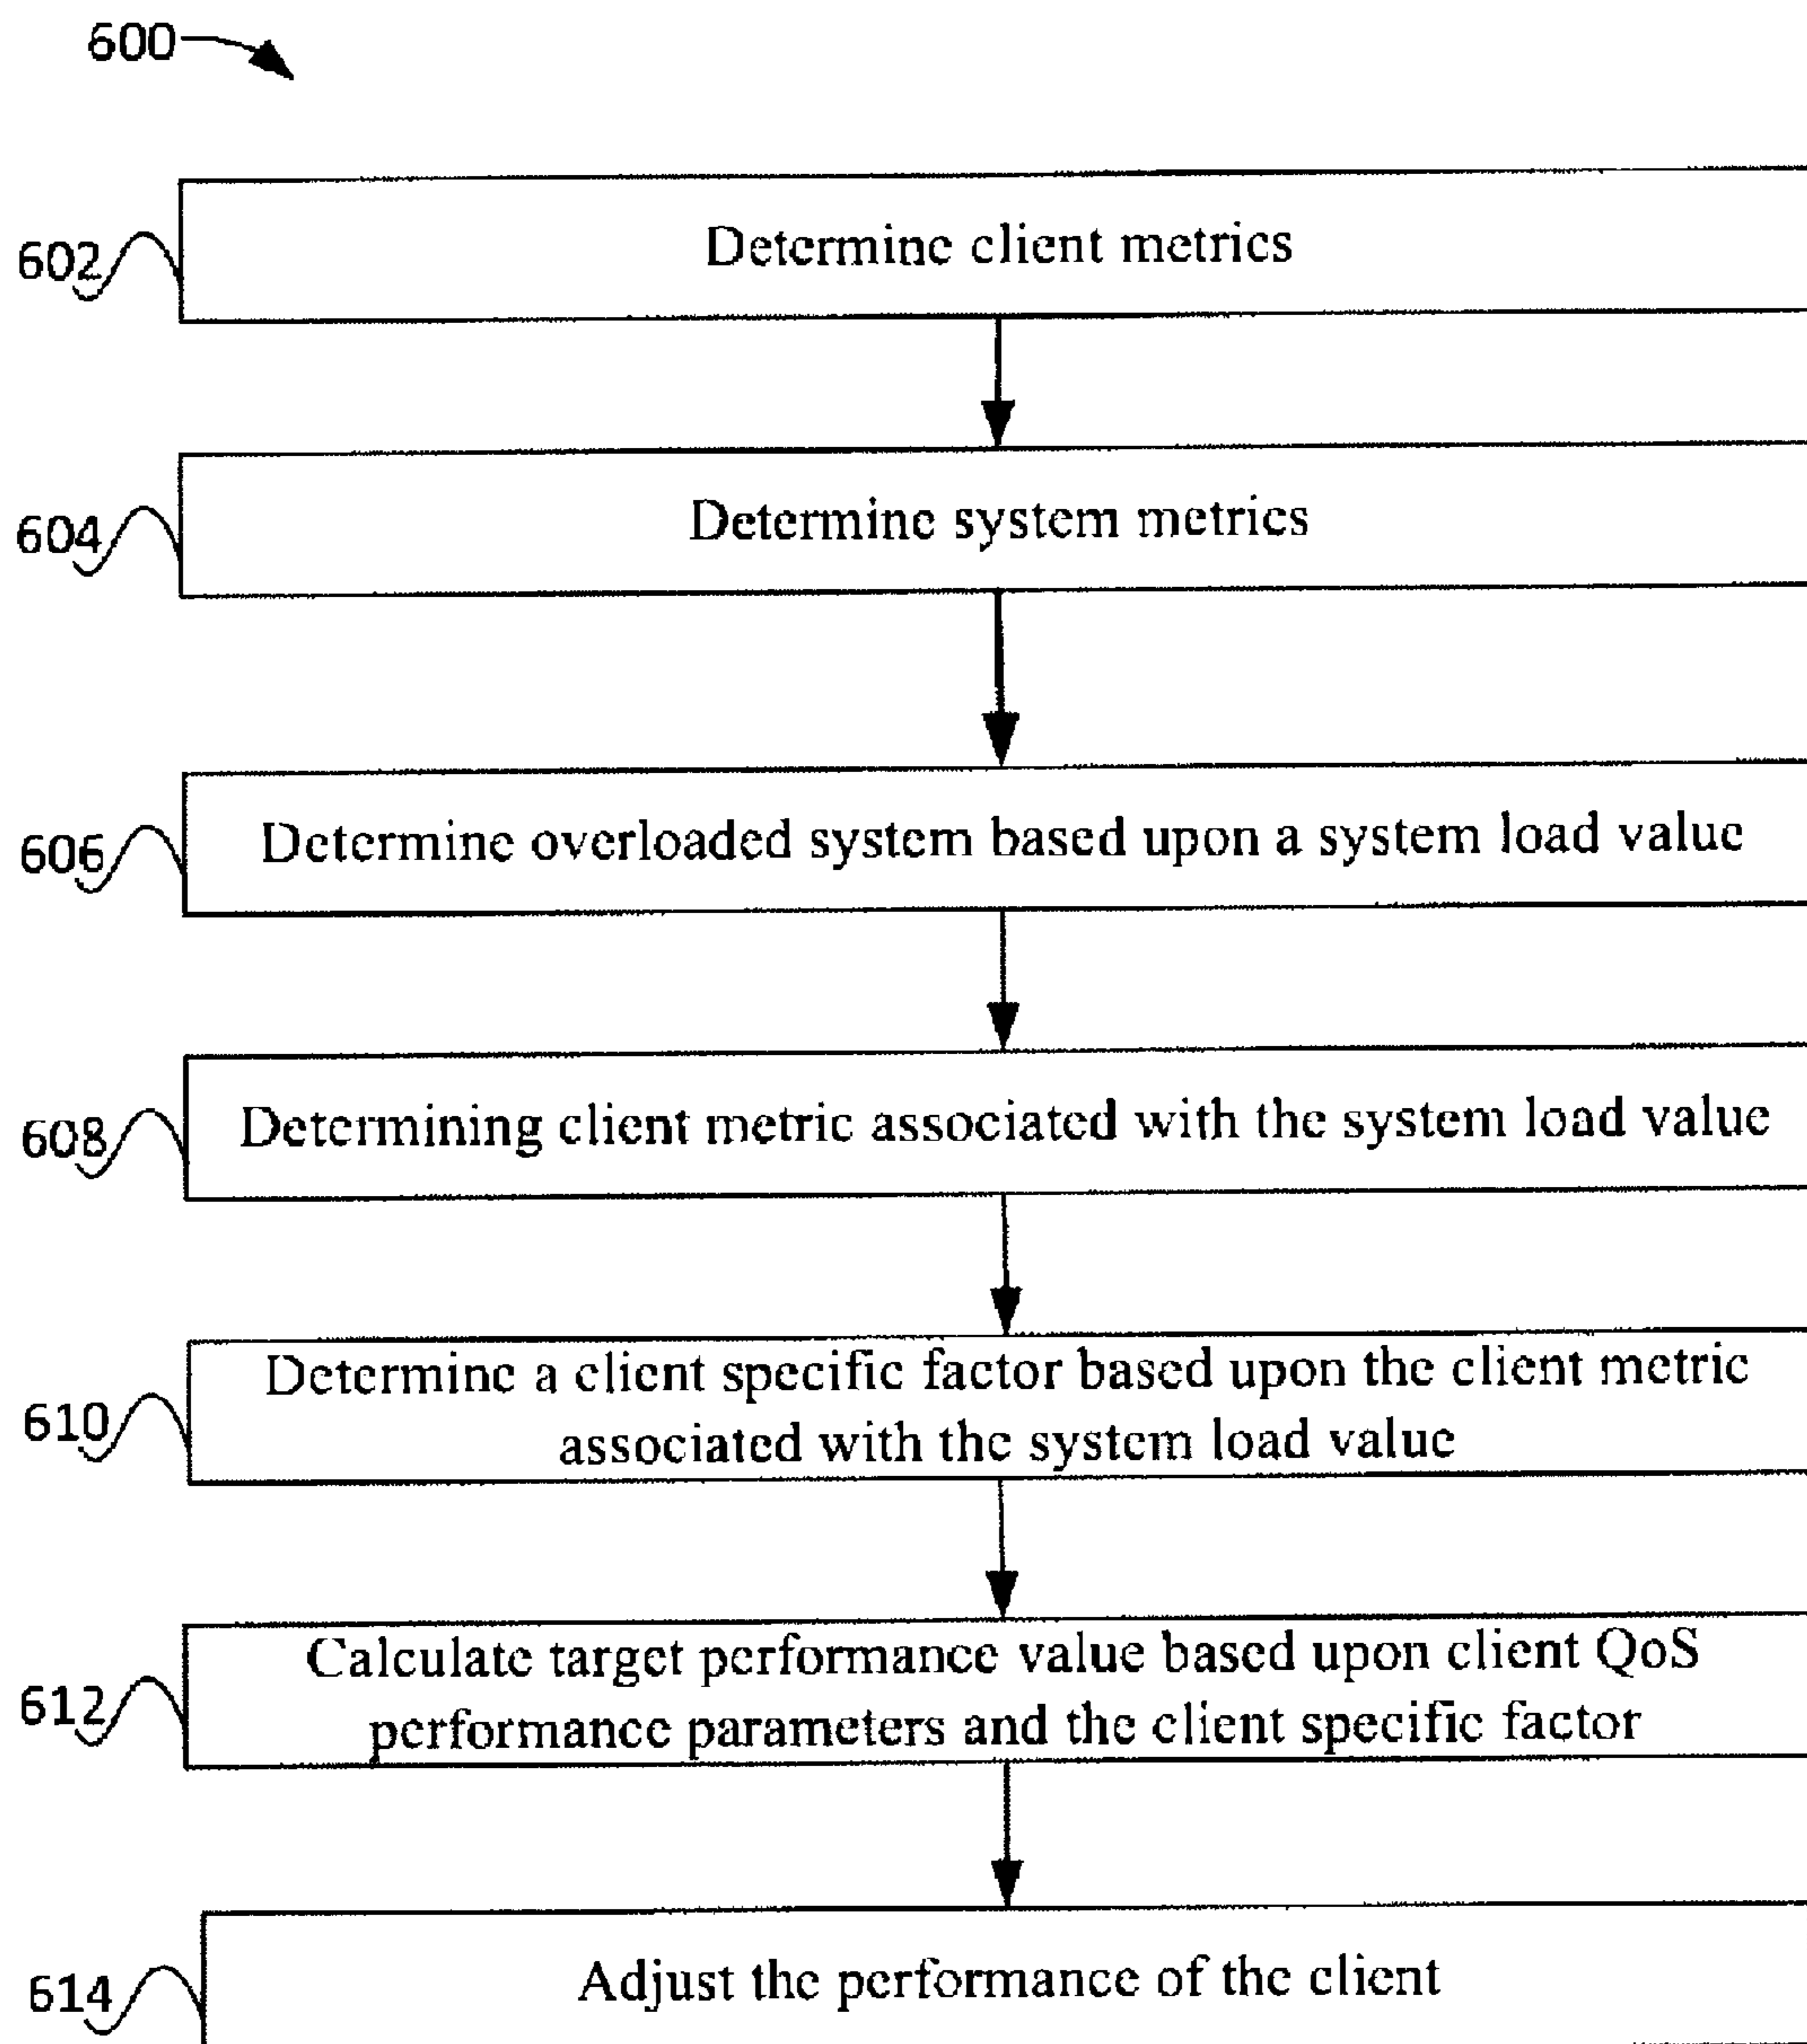 600
602
Determine client metrics
604
Determine system metrics
606
Determine overloaded system based upon a system load value
608
Determining client metric associated with the system load value
610
Determine a client specific factor based upon the client metric
associated with the system load value
612
Calculate target performance value based upon client QoS
performance parameters and the client specific factor
614
Adjust the performance of the client